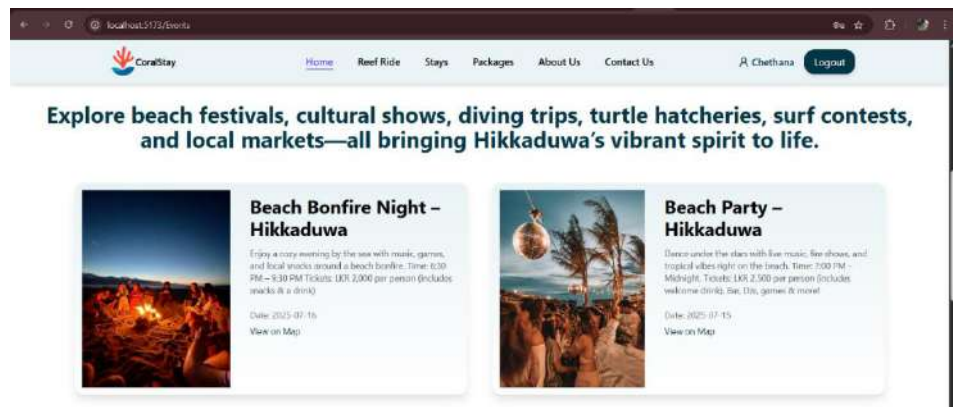 localhost:5173/Events
CoralStay
Home
Reef Ride
Stays
Packages
About Us
Contact Us
Chethana
Logout
Explore beach festivals, cultural shows, diving trips, turtle hatcheries, surf contests,
and local markets—all bringing Hikkaduwa's vibrant spirit to life.
Beach Bonfire Night –
Hikkaduwa
Enjoy a cozy evening by the sea with music, games,
and local snacks around a beach bonfire. Time: 6:30
PM – 9:30 PM Tickets: LKR 2,000 per person (includes
snacks & a drink)
Date: 2025-07-16
View on Map
Beach Party –
Hikkaduwa
Dance under the stars with live music, fire shows, and
tropical vibes right on the beach. Time: 7:00 PM –
Midnight. Tickets: LKR 2,500 per person (includes
welcome drink). Bar, DJs, games & more!
Date: 2025-07-15
View on Map